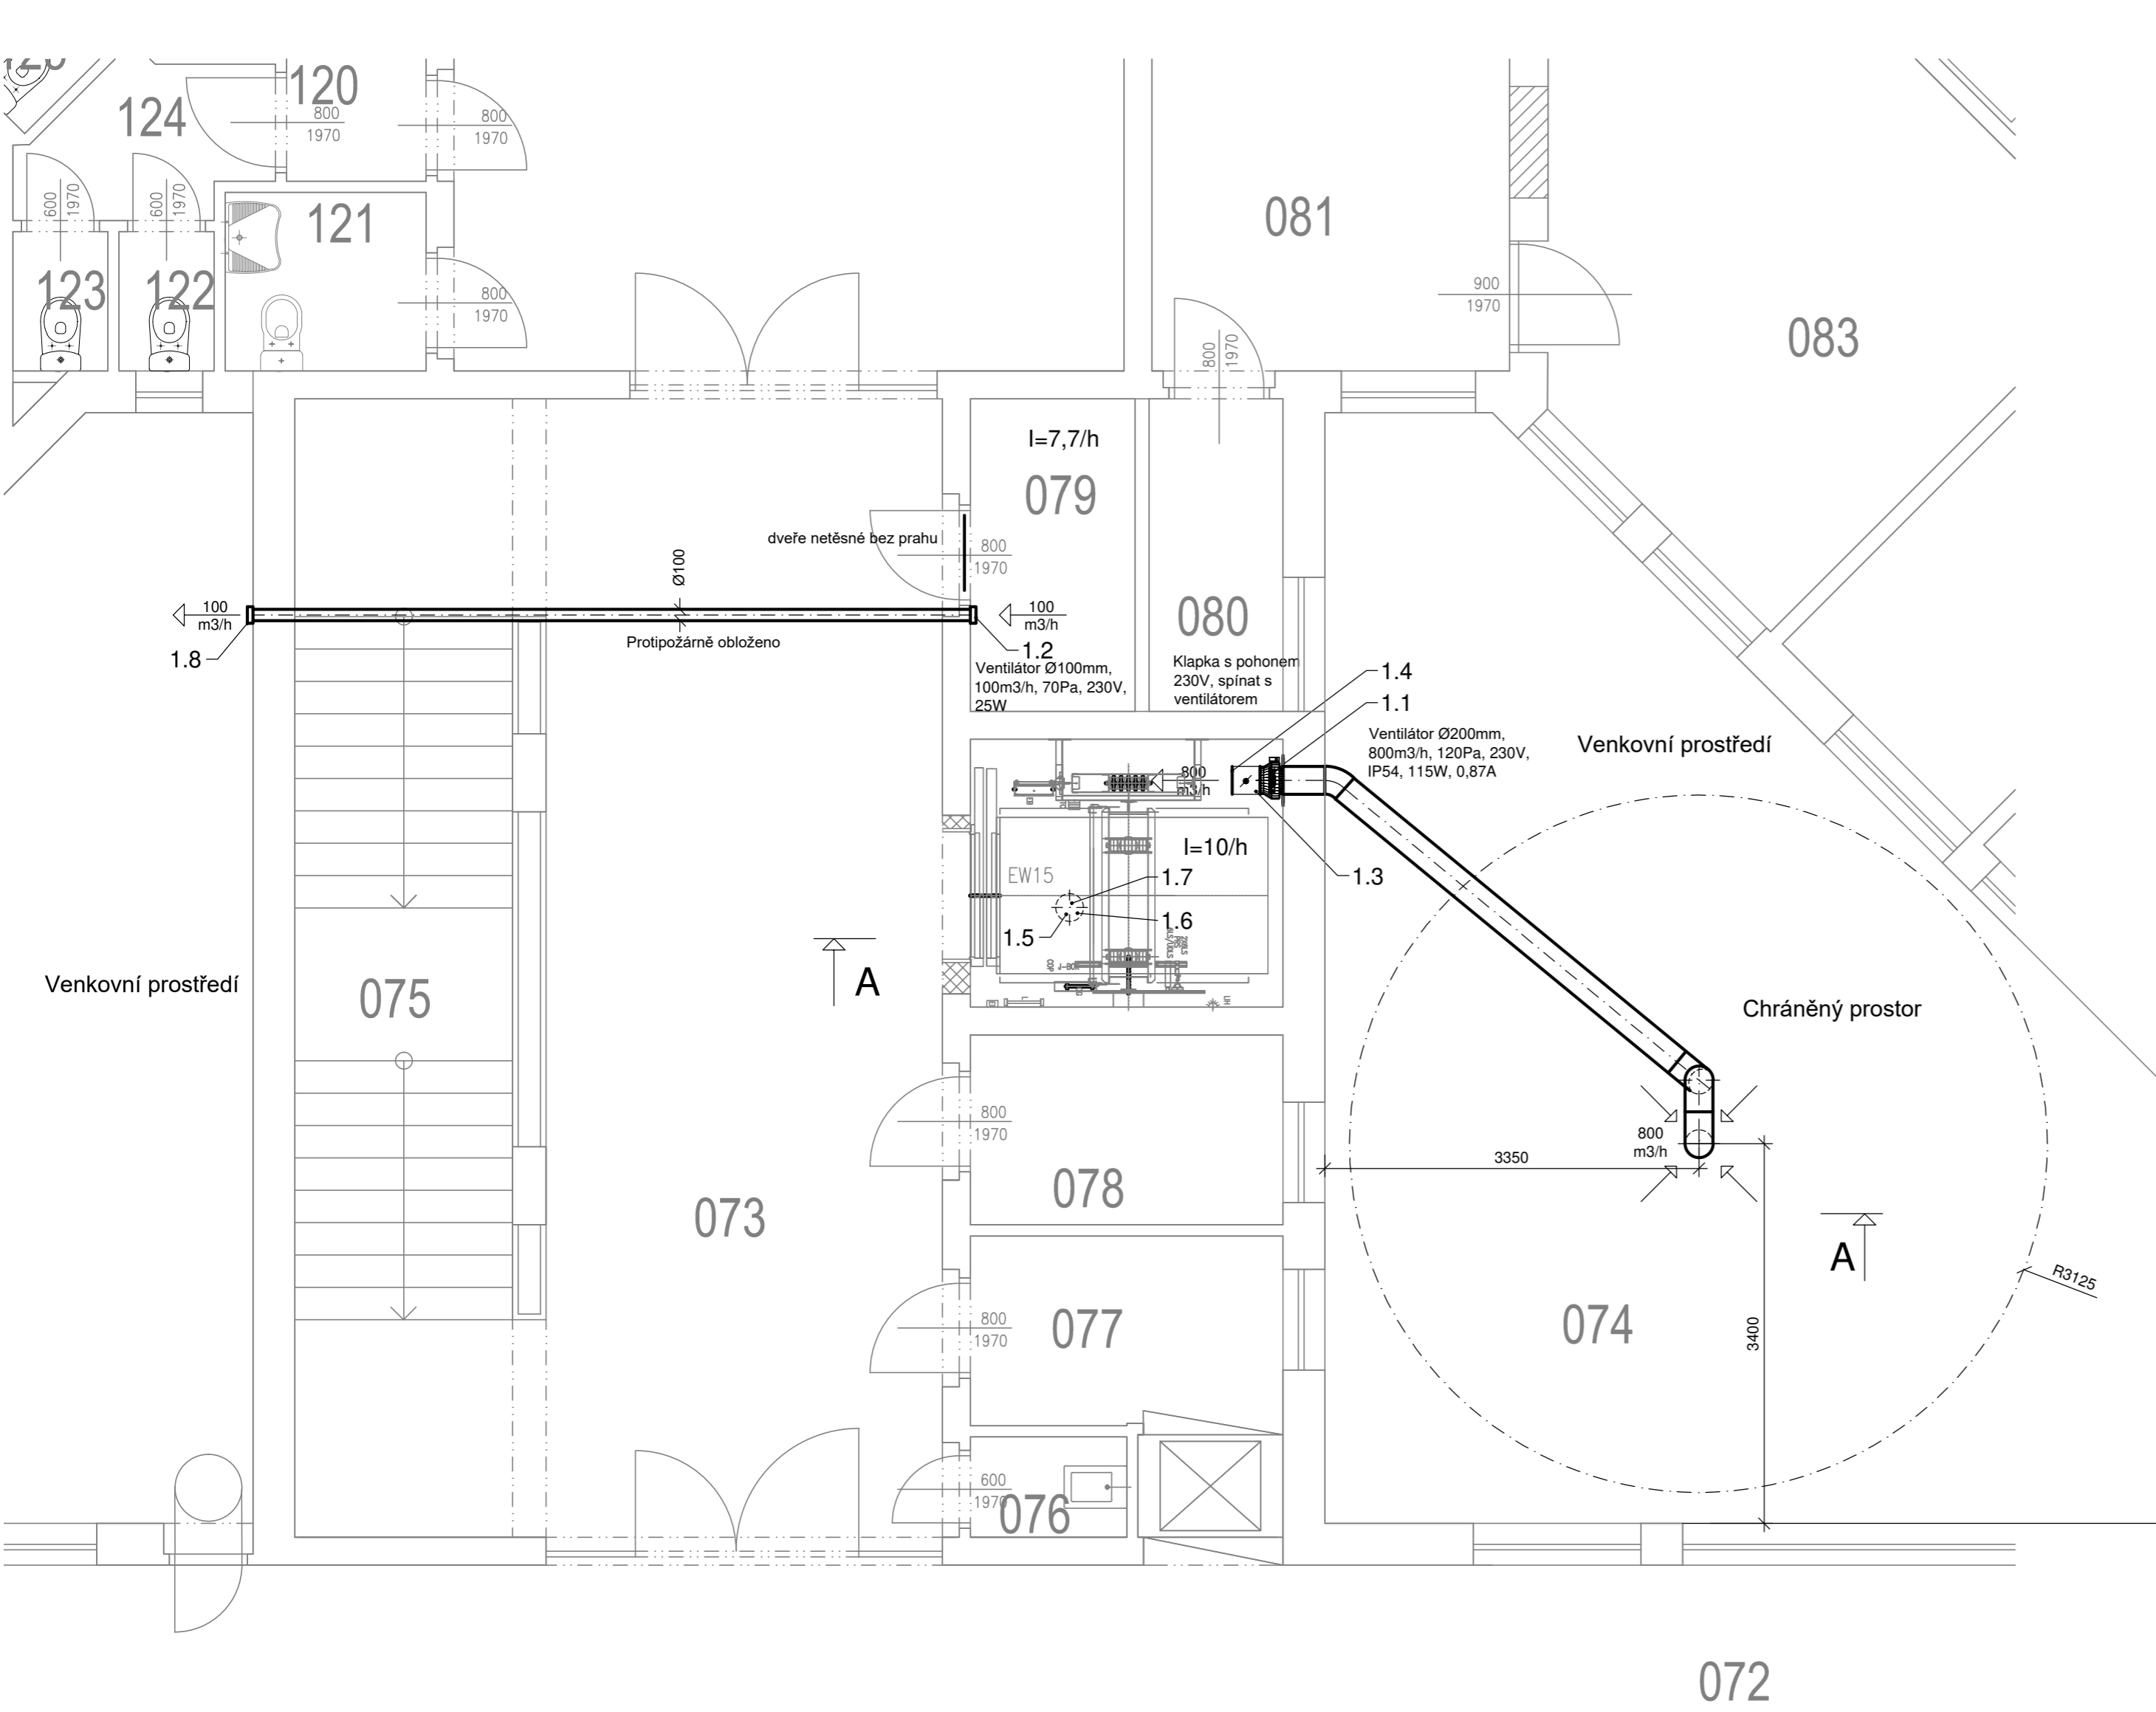 120
124
800
1970
800
1970
600
1970
600
1970
121
123
122
800
1970
081
900
1970
083
800
1970
I=7,7/h
079
dveře netěsné bez prahu
800
1970
Ø100
100
m3/h
100
m3/h
080
1.8
Protipožárně obloženo
1.2
Ventilátor Ø100mm,
100m3/h, 70Pa, 230V,
25W
Klapka s pohonem
230V, spínat s
ventilátorem
1.4
1.1
Ventilátor Ø200mm,
800m3/h, 120Pa, 230V,
IP54, 115W, 0,87A
Venkovní prostředí
800
m3/h
I=10/h
EW15
1.7
1.3
1.6
1.5
A
Venkovní prostředí
075
Chráněný prostor
800
1970
800
m3/h
3350
078
073
A
R3125
077
800
1970
074
3400
600
1970
076
072